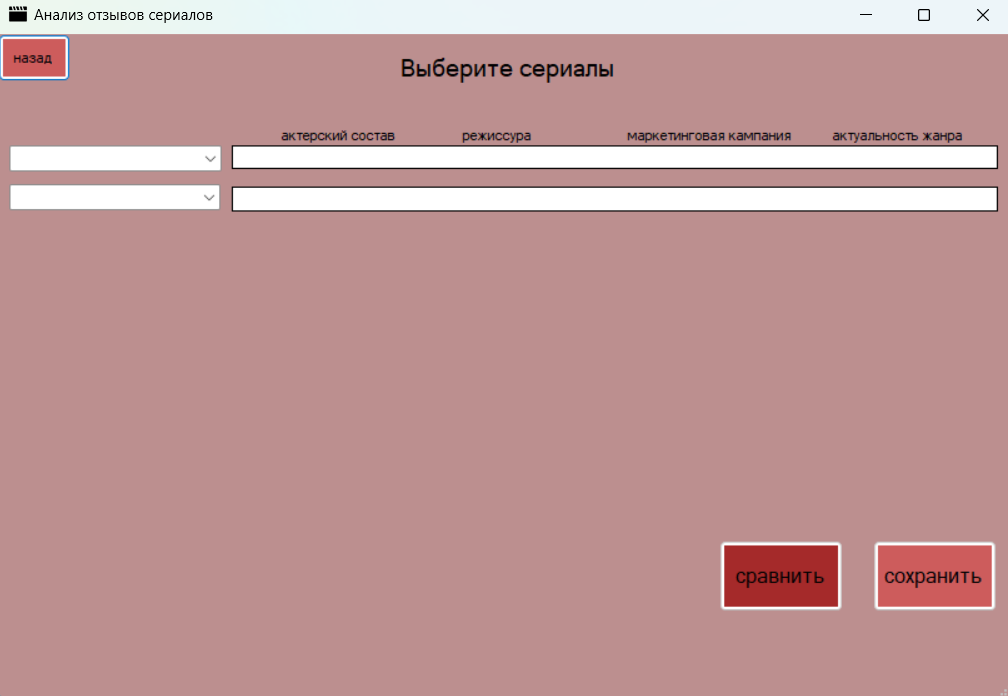 Анализ отзывов сериалов
назад
Выберите сериалы
актерский состав режиссура маркетинговая кампания актуальность жанра
сравнить сохранить